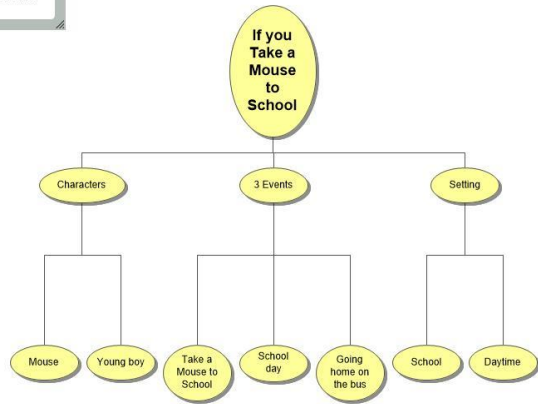 If you
Take a
Mouse
to
School
Characters
3 Events
Setting
Mouse
Young boy
Take a
Mouse to
School
School
day
Going
home on
the bus
School
Daytime